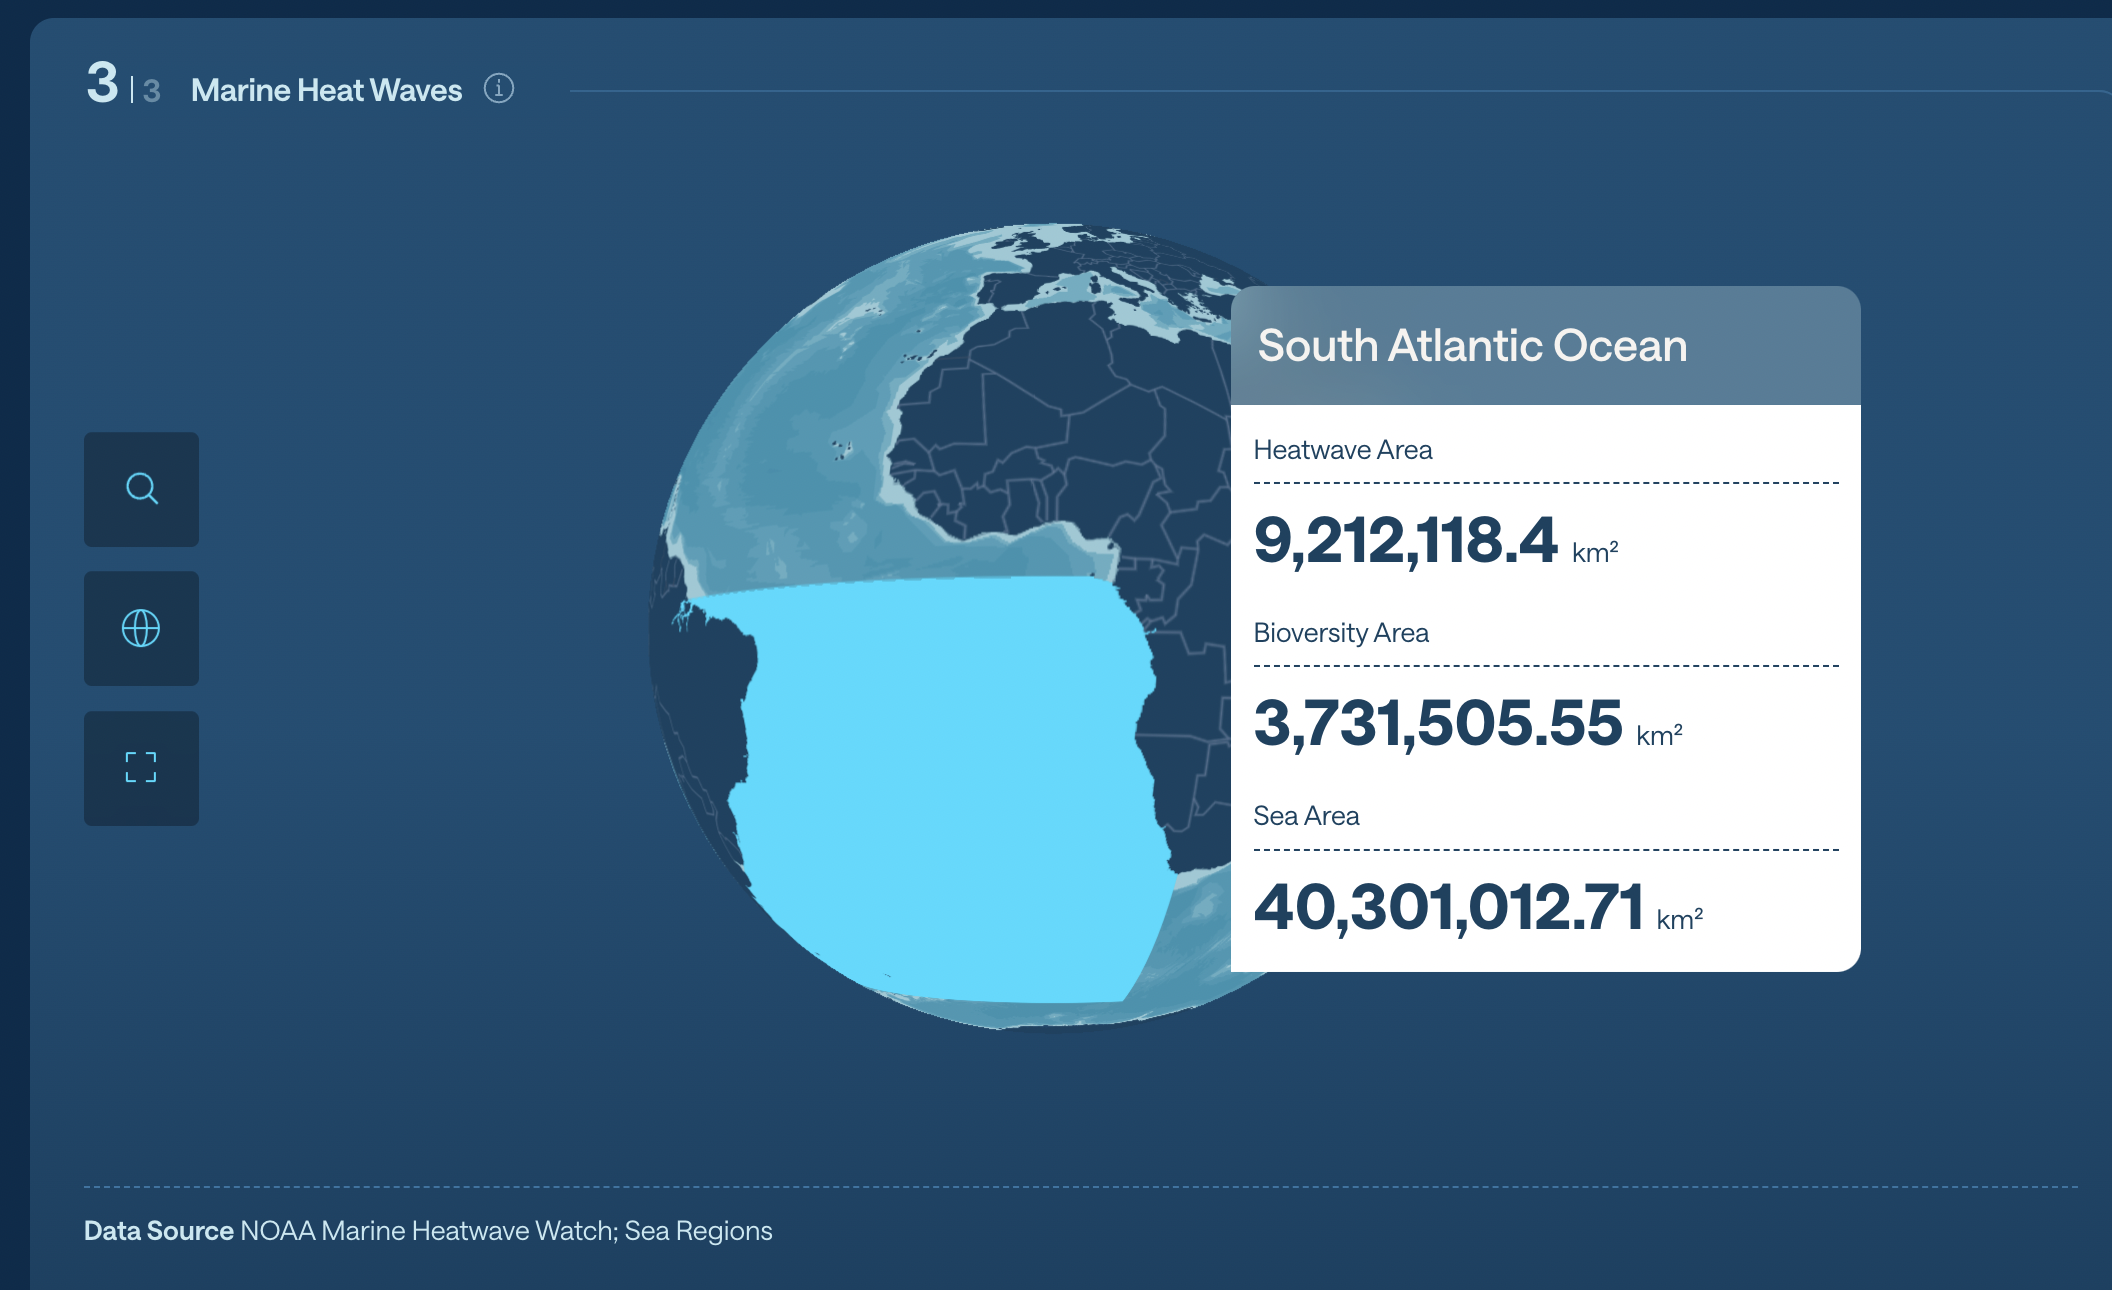 3 | 3 Marine Heat Waves i
South Atlantic Ocean
Heatwave Area
9,212,118.4 km²
Bioversity Area
3,731,505.55 km²
Sea Area
40,301,012.71 km²
Data Source NOAA Marine Heatwave Watch; Sea Regions